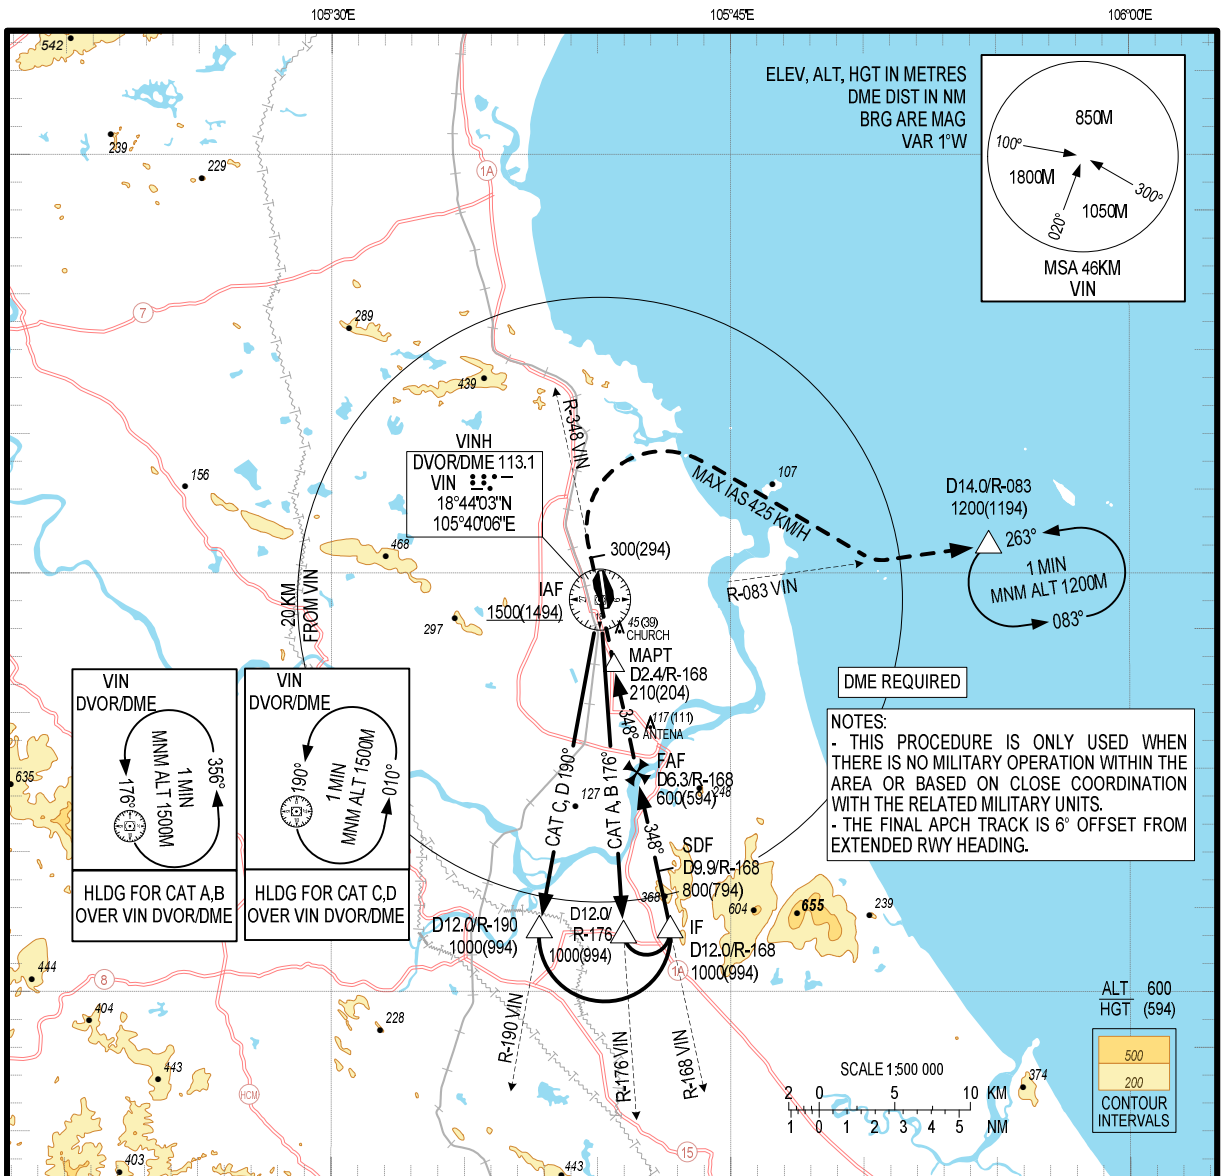 105°30'E
105°45'E
106°00'E
542
ELEV, ALT, HGT IN METRES
DME DIST IN NM
BRG ARE MAG
VAR 1°W
850M
100°
1800M
300°
1050M
020°
MSA 46KM
VIN
239
229
1A
7
289
439
R-348 VIN
VINH
DVOR/DME 113.1
VIN
18°44'03"N
105°40'06"E
156
468
107
MAX IAS 425 KM/H
D14.0/R-083
1200(1194)
263°
1 MIN
MNM ALT 1200M
083°
300(294)
R-083 VIN
IAF
1500(1494)
20 KM
FROM VIN
297
45(39)
CHURCH
MAPT
D2.4/R-168
210(204)
348°
117(111)
ANTENA
DME REQUIRED
VIN
DVOR/DME
176°
MNM ALT 1500M
1 MIN
356°
HLDG FOR CAT A,B
OVER VIN DVOR/DME
VIN
DVOR/DME
190°
1 MIN
MNM ALT 1500M
010°
HLDG FOR CAT C,D
OVER VIN DVOR/DME
NOTES:
- THIS PROCEDURE IS ONLY USED WHEN
THERE IS NO MILITARY OPERATION WITHIN THE
AREA OR BASED ON CLOSE COORDINATION
WITH THE RELATED MILITARY UNITS.
- THE FINAL APCH TRACK IS 6° OFFSET FROM
EXTENDED RWY HEADING.
635
FAF
D6.3/R-168
600(594)
248
127
CAT C, D 190°
CAT A, B 176°
348°
SDF
D9.9/R-168
800(794)
368
604
655
239
D12.0/R-190
1000(994)
D12.0/
R-176
1000(994)
IF
D12.0/R-168
1000(994)
1A
444
8
404
228
443
HCM
R-190 VIN
R-176 VIN
R-168 VIN
ALT 600
HGT (594)
500
200
CONTOUR
INTERVALS
SCALE 1:500 000
2 0 5 10 KM
1 0 1 2 3 4 5 NM
374
403
443
15